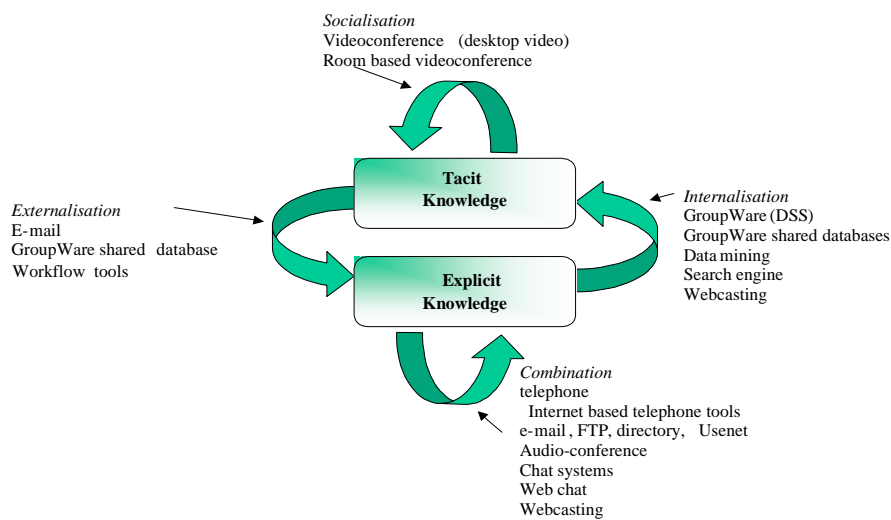 Socialisation
Videoconference (desktop video)
Room based videoconference
Tacit
Knowledge
Externalisation
E-mail
GroupWare shared database
Workflow tools
Internalisation
GroupWare (DSS)
GroupWare shared databases
Data mining
Search engine
Webcasting
Explicit
Knowledge
Combination
telephone
Internet based telephone tools
e-mail, FTP, directory, Usenet
Audio-conference
Chat systems
Web chat
Webcasting